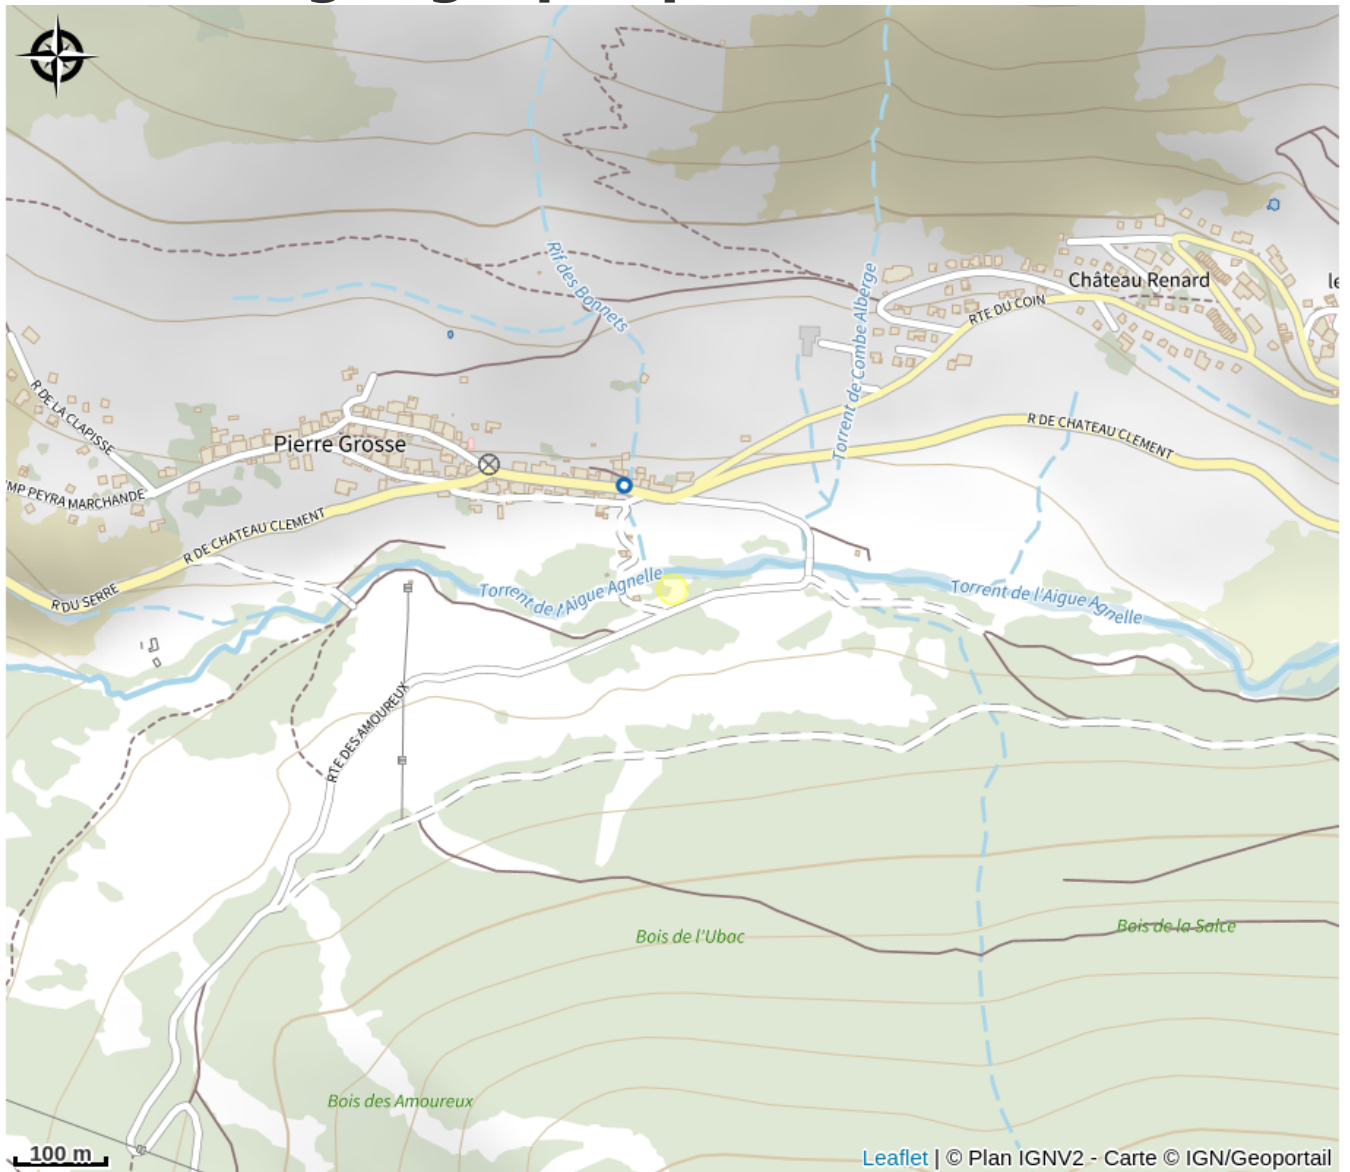 Rif des Bonnets
Torrent de Combe Alberge
Château Renard
le
RTE DU COIN
R DE LA CLAPISSE
Pierre Grosse
R DE CHATEAU CLEMENT
MP PEYRA MARCHANDE
R DE CHATEAU CLEMENT
R DU SERRE
Torrent de l'Aigue Agnelle
Torrent de l'Aigue Agnelle
RTE DES AMOUREUX
Bois de l'Ubac
Bois de la Salce
Bois des Amoureux
100 m
Leaflet | © Plan IGNV2 - Carte © IGN/Geoportail